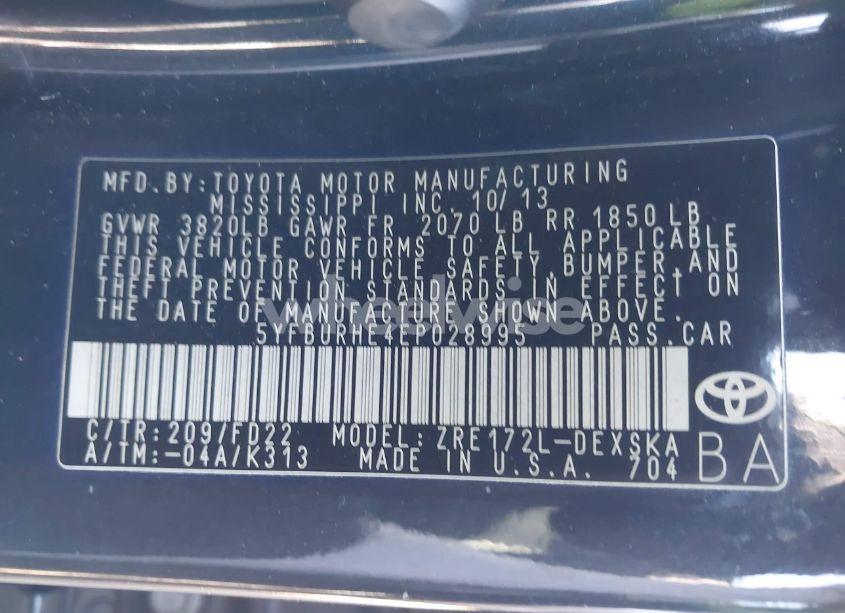 MFD.BY:TOYOTA MOTOR MANUFACTURING
MISSISSIPPI INC. 10/13
GVWR 3820LB GAWR FR 2070 LB RR 1850 LB
THIS VEHICLE CONFORMS TO ALL APPLICABLE
FEDERAL MOTOR VEHICLE SAFETY,BUMPER,AND
THEFT PREVENTION STANDARDS IN EFFECT ON
THE DATE OF MANUFACTURE SHOWN ABOVE.
wheelvise
5YFBURHE4EP028995 PASS.CAR
C/TR:209/FD22 MODEL: ZRE172L-DEXSKA
A/TM:-04A/K313 MADE IN U.S.A. 704
BA